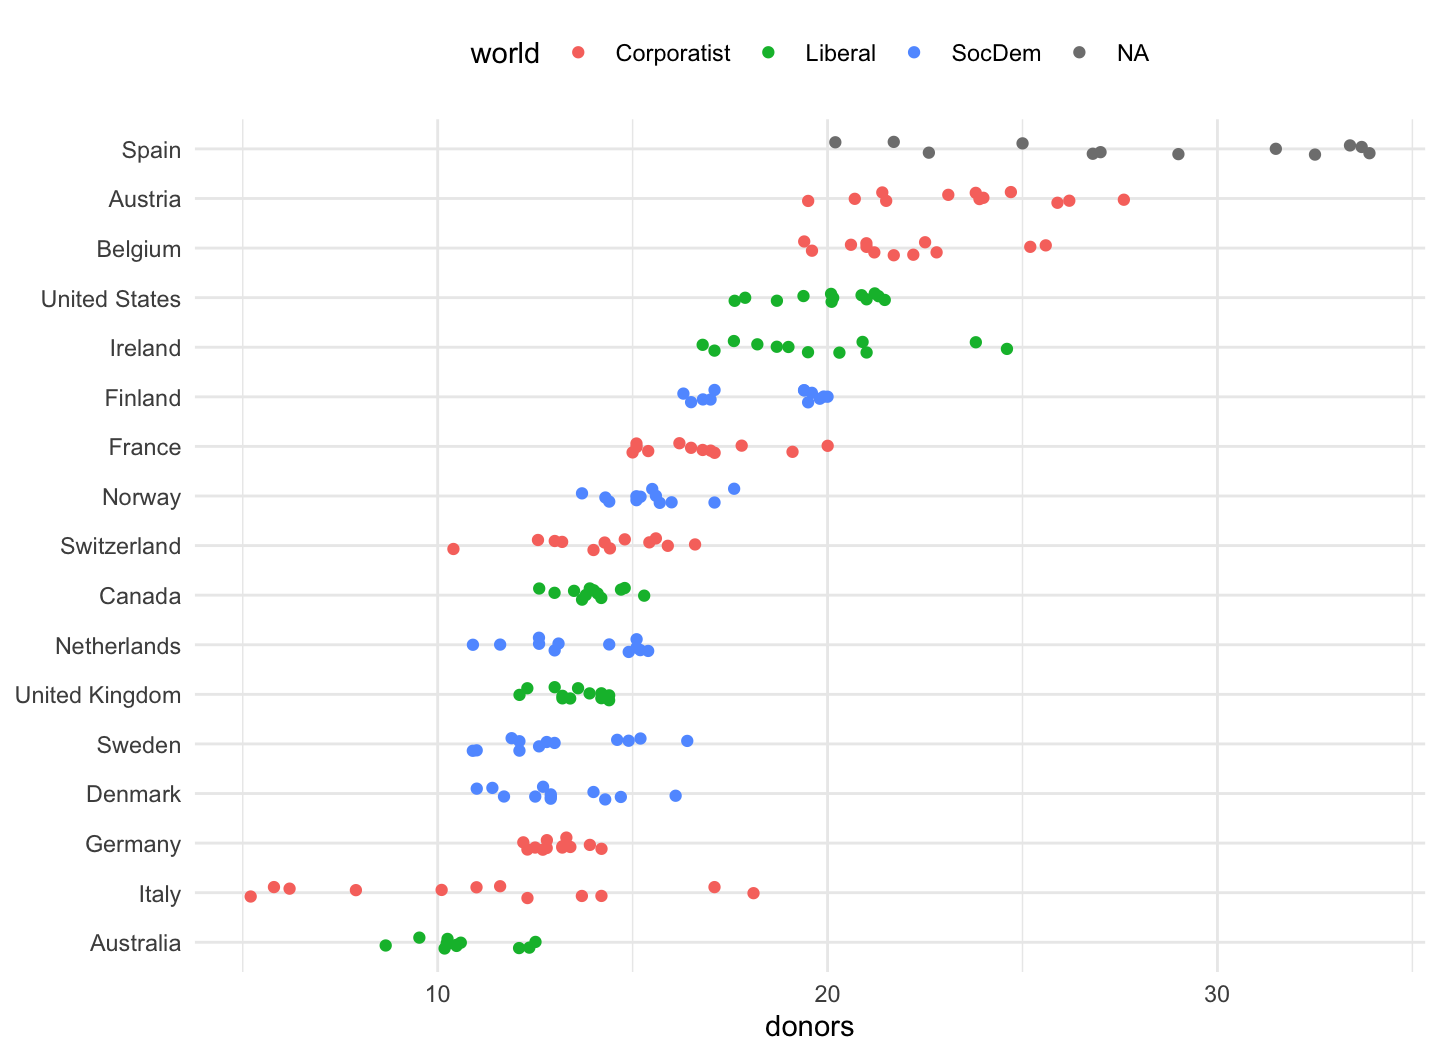 world Corporatist Liberal SocDem NA
Spain
Austria
Belgium
United States
Ireland
Finland
France
Norway
Switzerland
Canada
Netherlands
United Kingdom
Sweden
Denmark
Germany
Italy
Australia
10 20 30
donors